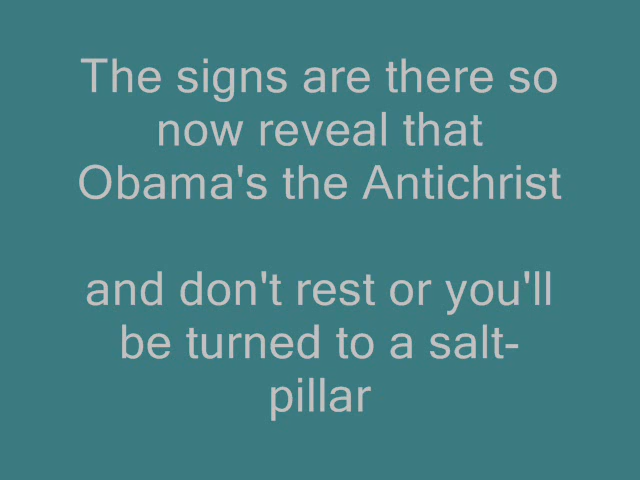 The signs are there so
now reveal that
Obama's the Antichrist
and don't rest or you'll
be turned to a salt-
pillar